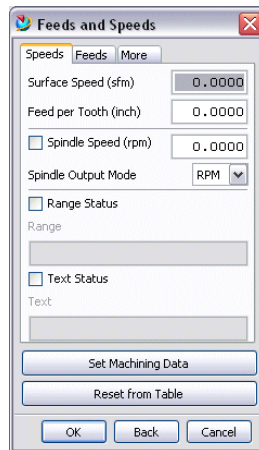 Feeds and Speeds
Speeds Feeds More
Surface Speed (sfm) 0.0000
Feed per Tooth (inch) 0.0000
Spindle Speed (rpm) 0.0000
Spindle Output Mode RPM
Range Status
Range
Text Status
Text
Set Machining Data
Reset from Table
OK Back Cancel